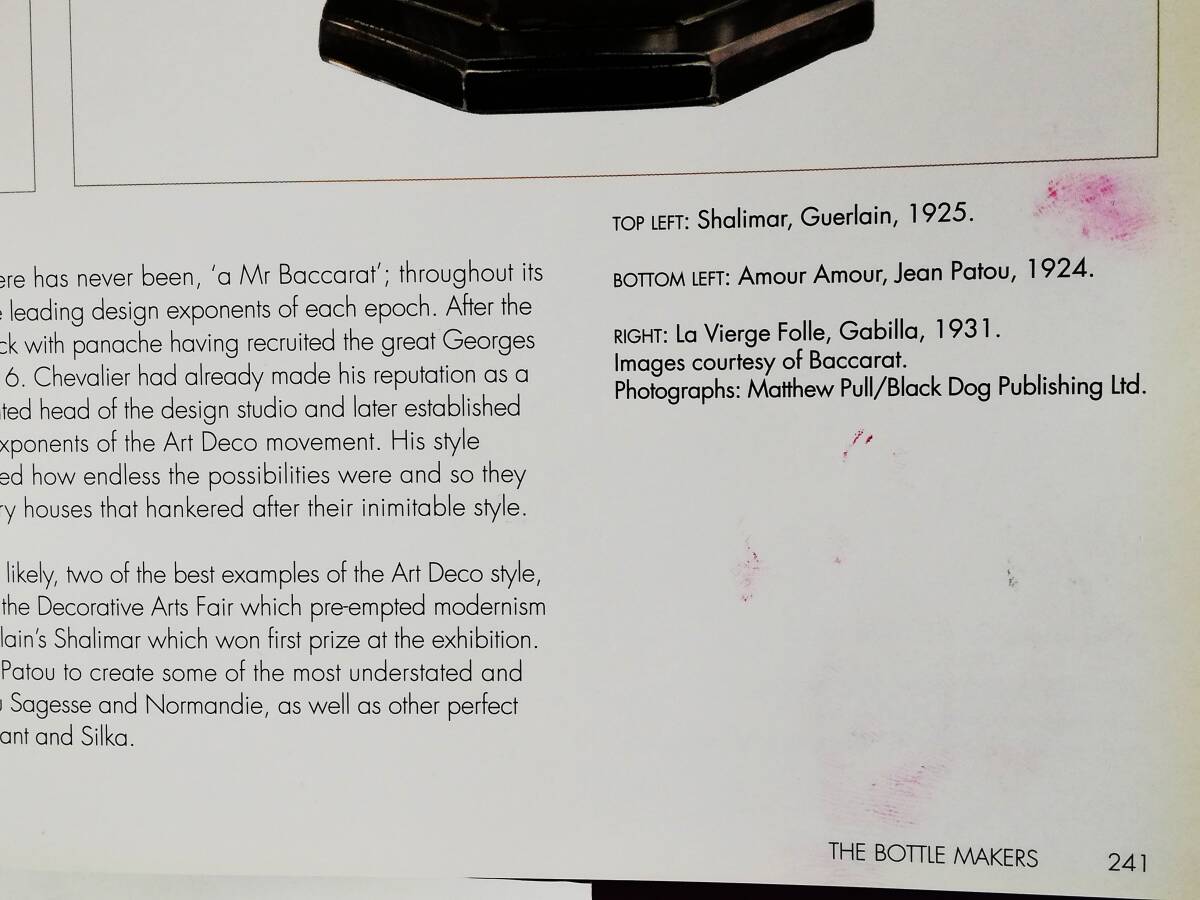 ere has never been, ‘a Mr Baccarat’; throughout its
leading design exponents of each epoch. After the
ck with panache having recruited the great Georges
6. Chevalier had already made his reputation as a
ted head of the design studio and later established
xponents of the Art Deco movement. His style
ed how endless the possibilities were and so they
ry houses that hankered after their inimitable style.
likely, two of the best examples of the Art Deco style,
the Decorative Arts Fair which pre-empted modernism
lain’s Shalimar which won first prize at the exhibition.
Patou to create some of the most understated and
Sagesse and Normandie, as well as other perfect
ant and Silka.
TOP LEFT: Shalimar, Guerlain, 1925.
BOTTOM LEFT: Amour Amour, Jean Patou, 1924.
RIGHT: La Vierge Folle, Gabilla, 1931.
Images courtesy of Baccarat.
Photographs: Matthew Pull/Black Dog Publishing Ltd.
THE BOTTLE MAKERS 241